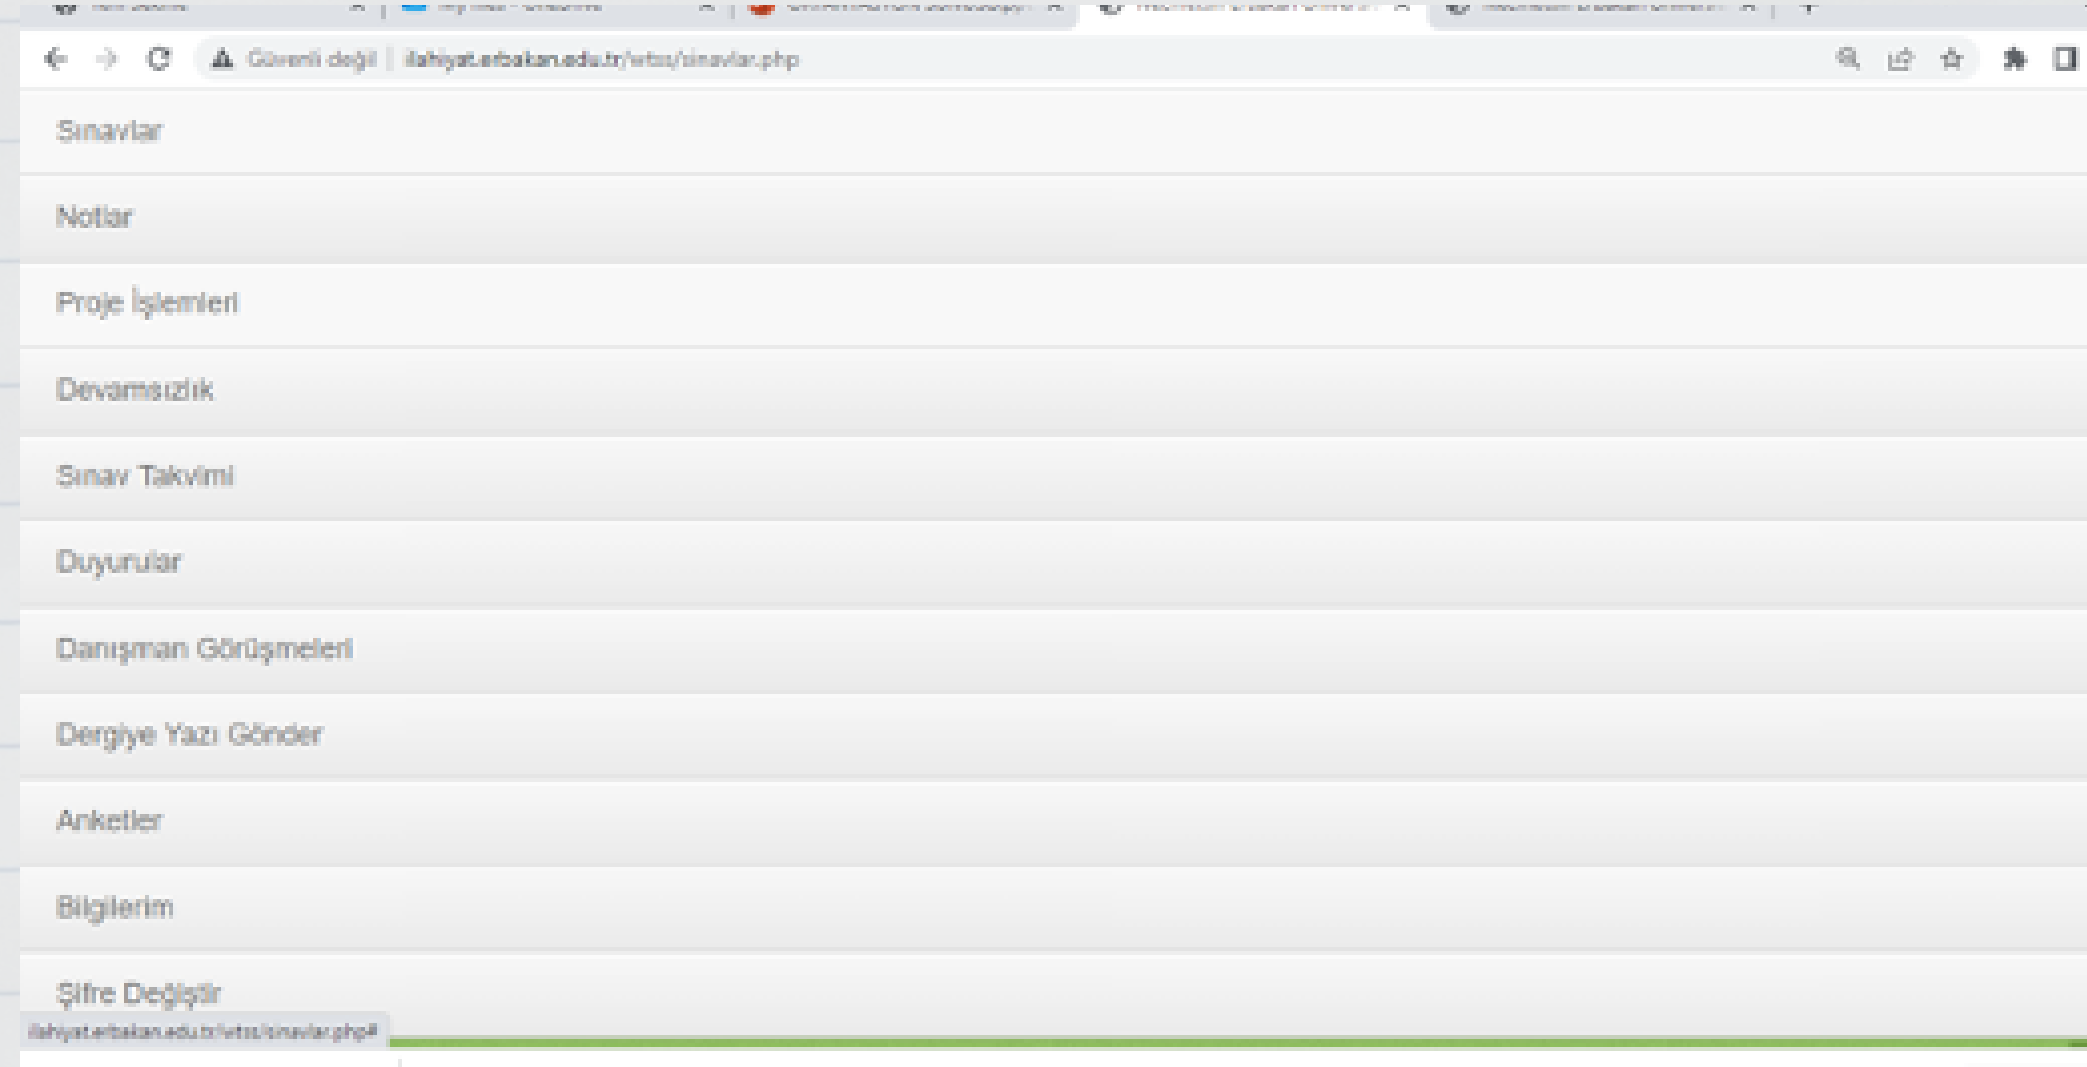 Güvenli değil | ilahiyat.erbakan.edu.tr/wtss/sinavlar.php
Sınavlar
Notlar
Proje İşlemleri
Devamsızlık
Sınav Takvimi
Duyurular
Danışman Görüşmeleri
Dergiye Yazı Gönder
Anketler
Bilgilerim
Şifre Değiştir
ilahiyat.erbakan.edu.tr/wtss/sinavlar.php#